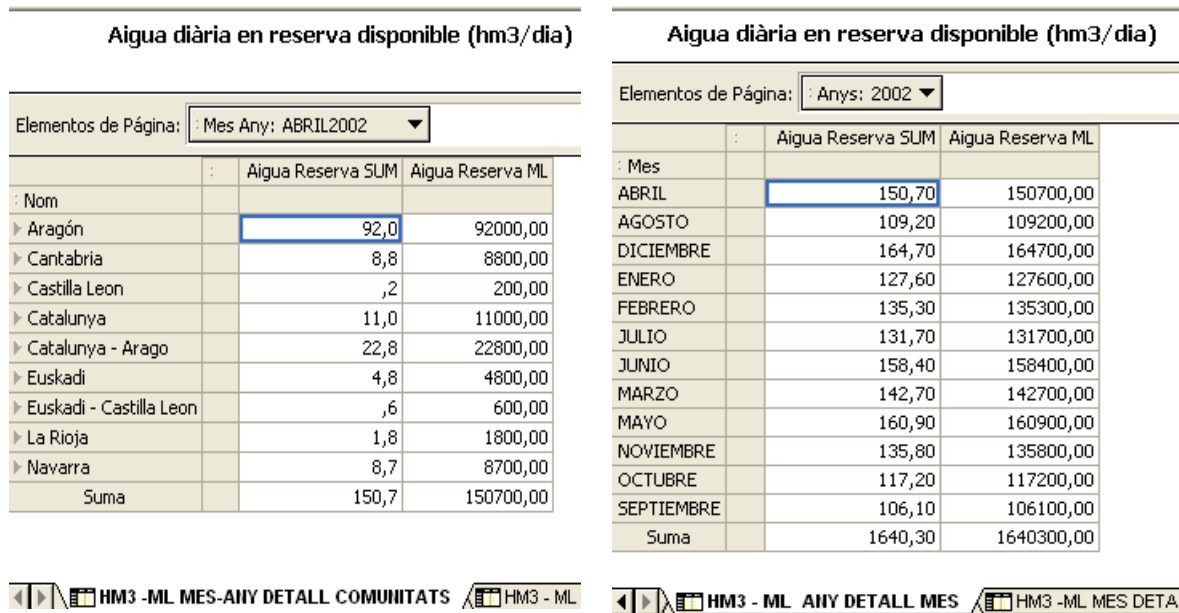 Aigua diària en reserva disponible (hm3/dia)
Elementos de Página: Mes Any: ABRIL2002
Aigua Reserva SUM Aigua Reserva ML
Nom
Aragón 92,0 92000,00
Cantabria 8,8 8800,00
Castilla Leon ,2 200,00
Catalunya 11,0 11000,00
Catalunya - Arago 22,8 22800,00
Euskadi 4,8 4800,00
Euskadi - Castilla Leon ,6 600,00
La Rioja 1,8 1800,00
Navarra 8,7 8700,00
Suma 150,7 150700,00
HM3 -ML MES-ANY DETALL COMUNITATS HM3 - ML
Aigua diària en reserva disponible (hm3/dia)
Elementos de Página: Anys: 2002
Aigua Reserva SUM Aigua Reserva ML
Mes
ABRIL 150,70 150700,00
AGOSTO 109,20 109200,00
DICIEMBRE 164,70 164700,00
ENERO 127,60 127600,00
FEBRERO 135,30 135300,00
JULIO 131,70 131700,00
JUNIO 158,40 158400,00
MARZO 142,70 142700,00
MAYO 160,90 160900,00
NOVIEMBRE 135,80 135800,00
OCTUBRE 117,20 117200,00
SEPTIEMBRE 106,10 106100,00
Suma 1640,30 1640300,00
HM3 - ML ANY DETALL MES HM3 -ML MES DETA